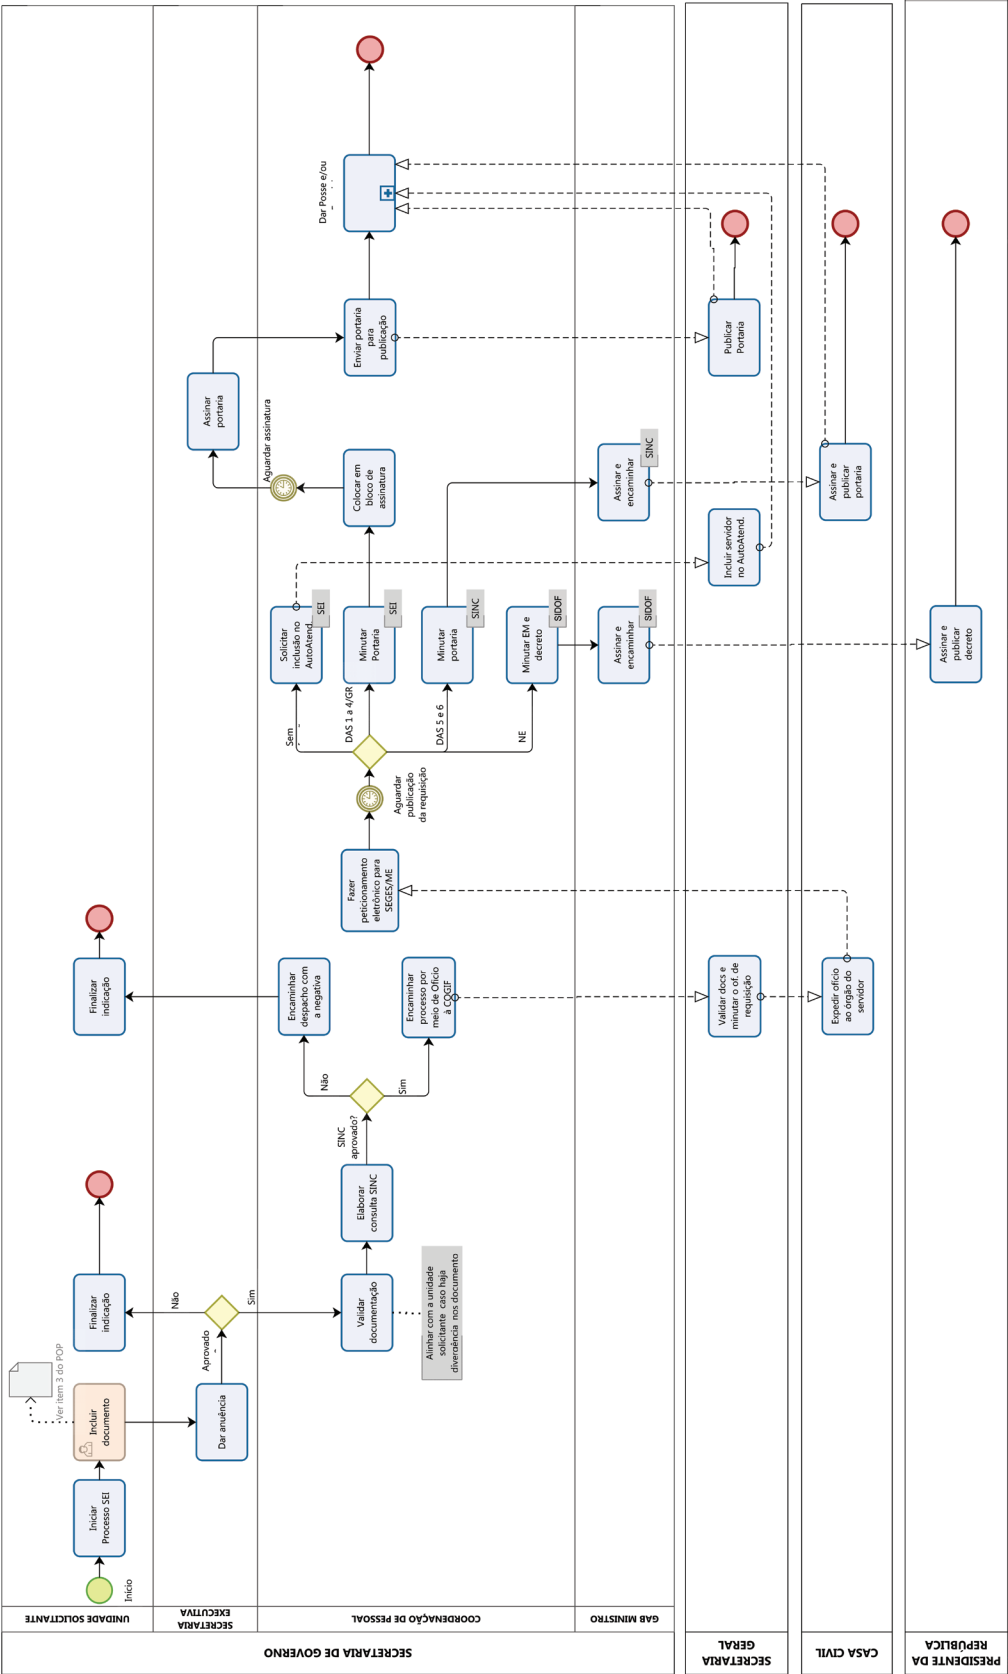 SECRETARIA DE GOVERNO
UNIDADE SOLICITANTE
SECRETARIA
EXECUTIVA
COORDENAÇÃO DE PESSOAL
GAB MINISTRO
SECRETARIA
GERAL
CASA CIVIL
PRESIDENTE DA
REPÚBLICA
Início
Iniciar
Processo SEI
Incluir
documento
Ver item 3 do POP
Dar anuência
Aprovado
Não
Sim
Finalizar
indicação
Validar
documentação
Alinhar com a unidade
solicitante caso haja
divergência nos documento
Elaborar
consulta SINC
SINC
aprovado?
Não
Sim
Encaminhar
despacho com
a negativa
Finalizar
indicação
Encaminhar
processo por
meio de Ofício
à COGIF
Validar docs e
minutar o of. de
requisição
Expedir ofício
ao órgão do
servidor
Fazer
peticionamento
eletrônico para
SEGES/ME
Aguardar
publicação
da requisição
Sem
DAS 1 a 4/GR
DAS 5 e 6
NE
Solicitar
inclusão no
AutoAtend.
SEI
Minutar
Portaria
SEI
Minutar
portaria
SINC
Minutar EM e
decreto
SIDOF
Assinar e
encaminhar
SIDOF
Assinar e
publicar
decreto
Incluir servidor
no AutoAtend.
Colocar em
bloco de
assinatura
Aguardar assinatura
Assinar e
encaminhar
SINC
Assinar e
publicar
portaria
Assinar
portaria
Enviar portaria
para
publicação
Publicar
Portaria
Dar Posse e/ou